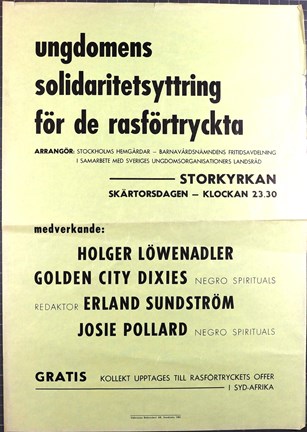 ungdomens
solidaritetsyttring
för de rasförtryckta
ARRANGÖR: STOCKHOLMS HEMGÅRDAR – BARNAVÅRDSNÄMNDENS FRITIDSAVDELNING
I SAMARBETE MED SVERIGES UNGDOMSORGANISATIONERS LANDSRÅD
STORKYRKAN
SKÄRTORSDAGEN – KLOCKAN 23.30
medverkande:
HOLGER LÖWENADLER
GOLDEN CITY DIXIES NEGRO SPIRITUALS
REDAKTOR ERLAND SUNDSTRÖM
JOSIE POLLARD NEGRO SPIRITUALS
GRATIS KOLLEKT UPPTAGES TILL RASFÖRTRYCKETS OFFER
I SYD-AFRIKA